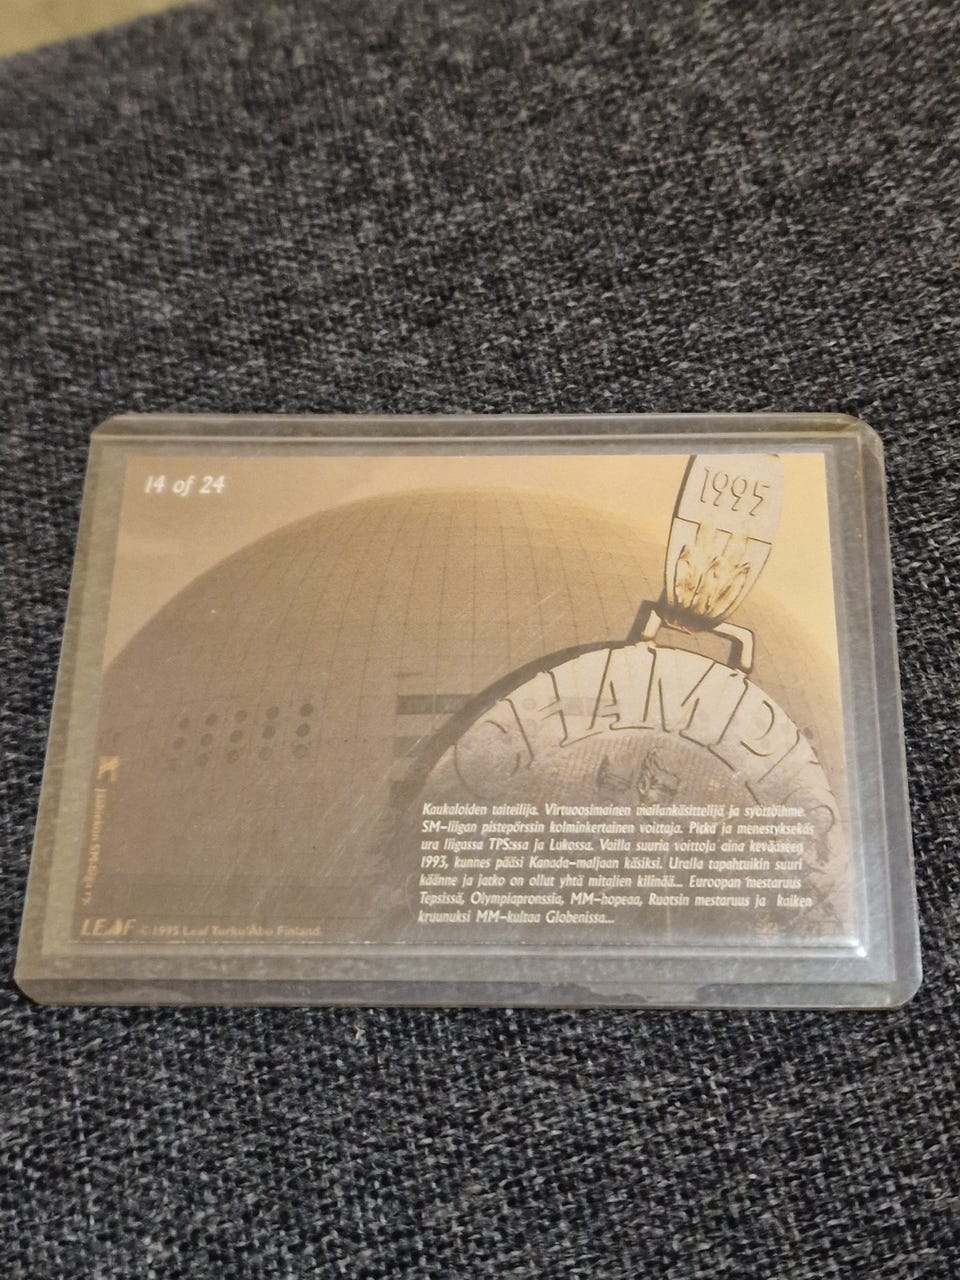 14 of 24
1995
CHAMPI
Kaukaloiden taiteilija. Virtuoosimainen mailankäsittelijä ja syöttöihme.
SM-liigan pistepörssin kolminkertainen voittaja. Pitkä ja menestyksekäs
ura liigassa TPS:ssa ja Lukossa. Vailla suuria voittoja aina kevääseen
1993, kunnes pääsi Kanada-maljaan käsiksi. Uralla tapahtuikin suuri
käänne ja jatko on ollut yhtä mitalien kilinää... Euroopan mestaruus
Tepsissä, Olympiapronssia, MM-hopeaa, Ruotsin mestaruus ja kaiken
kruunuksi MM-kultaa Globenissa...
LEAF © 1995 Leaf Turku/Åbo Finland